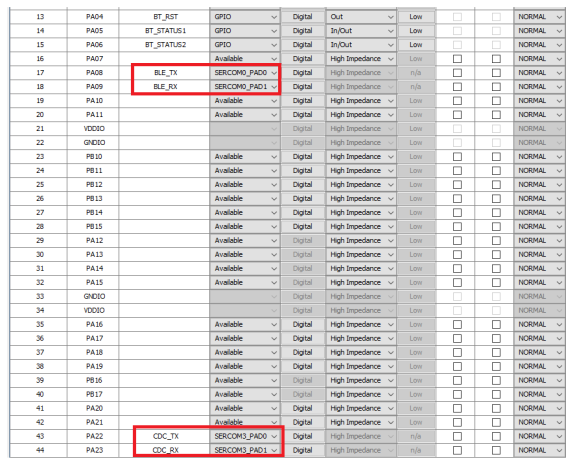 13 PA04 BT_RST GPIO Digital Out Low NORMAL
14 PA05 BT_STATUS1 GPIO Digital In/Out Low NORMAL
15 PA06 BT_STATUS2 GPIO Digital In/Out Low NORMAL
16 PA07 Available Digital High Impedance Low NORMAL
17 PA08 BLE_TX SERCOM0_PAD0 Digital High Impedance n/a NORMAL
18 PA09 BLE_RX SERCOM0_PAD1 Digital High Impedance n/a NORMAL
19 PA10 Available Digital High Impedance Low NORMAL
20 PA11 Available Digital High Impedance Low NORMAL
21 VDDIO Digital High Impedance Low NORMAL
22 GNDIO Digital High Impedance Low NORMAL
23 PB10 Available Digital High Impedance Low NORMAL
24 PB11 Available Digital High Impedance Low NORMAL
25 PB12 Available Digital High Impedance Low NORMAL
26 PB13 Available Digital High Impedance Low NORMAL
27 PB14 Available Digital High Impedance Low NORMAL
28 PB15 Available Digital High Impedance Low NORMAL
29 PA12 Available Digital High Impedance Low NORMAL
30 PA13 Available Digital High Impedance Low NORMAL
31 PA14 Available Digital High Impedance Low NORMAL
32 PA15 Available Digital High Impedance Low NORMAL
33 GNDIO Digital High Impedance Low NORMAL
34 VDDIO Digital High Impedance Low NORMAL
35 PA16 Available Digital High Impedance Low NORMAL
36 PA17 Available Digital High Impedance Low NORMAL
37 PA18 Available Digital High Impedance Low NORMAL
38 PA19 Available Digital High Impedance Low NORMAL
39 PB16 Available Digital High Impedance Low NORMAL
40 PB17 Available Digital High Impedance Low NORMAL
41 PA20 Available Digital High Impedance Low NORMAL
42 PA21 Available Digital High Impedance Low NORMAL
43 PA22 CDC_TX SERCOM3_PAD0 Digital High Impedance n/a NORMAL
44 PA23 CDC_RX SERCOM3_PAD1 Digital High Impedance n/a NORMAL